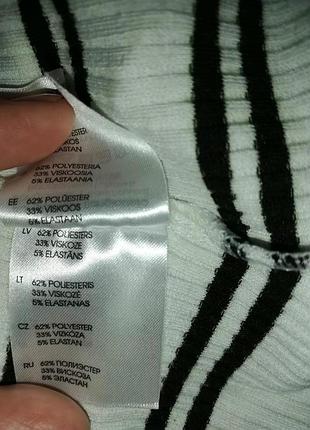 62% POLYESTERIA
33% VISKOOSIA
5% ELASTAANIA
EE 62% POLÜESTER
33% VISKOOS
5% ELASTAAN
LV 62% POLIESTERS
33% VISKOZE
5% ELASTĀNS
LT 62% POLIESTERIS
33% VISKOZĖ
5% ELASTANAS
CZ 62% POLYESTER
33% VIZKÓZA
5% ELASTAN
RU 62% ПОЛИЭСТЕР
33% ВИСКОЗА
5% ЭЛАСТАН